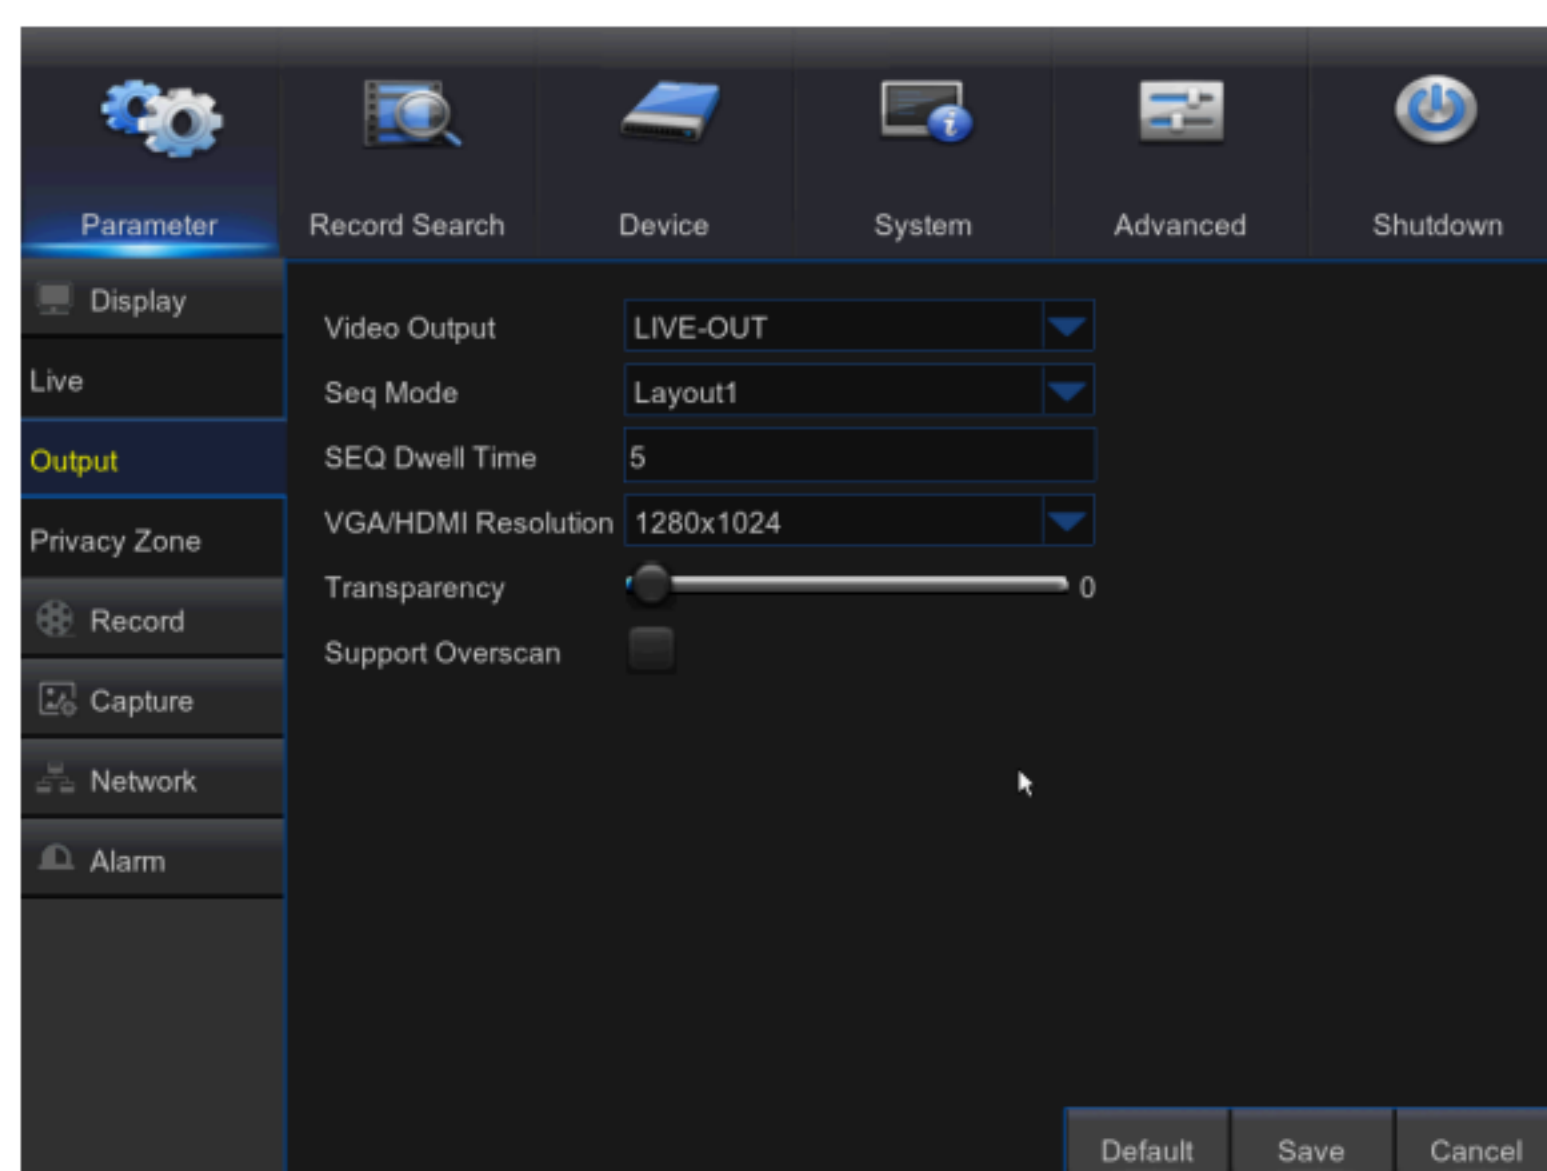 Parameter
Record Search
Device
System
Advanced
Shutdown
Display
Live
Output
Privacy Zone
Record
Capture
Network
Alarm
Video Output LIVE-OUT
Seq Mode Layout1
SEQ Dwell Time 5
VGA/HDMI Resolution 1280x1024
Transparency 0
Support Overscan
Default
Save
Cancel